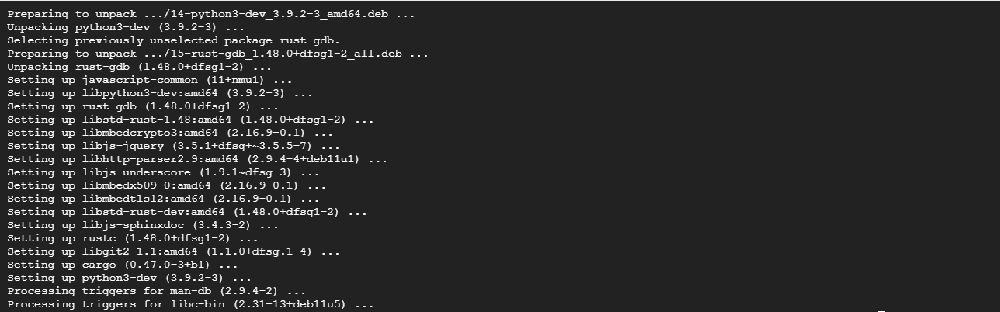 Preparing to unpack .../14-python3-dev_3.9.2-3_amd64.deb ...
Unpacking python3-dev (3.9.2-3) ...
Selecting previously unselected package rust-gdb.
Preparing to unpack .../15-rust-gdb_1.48.0+dfsg1-2_all.deb ...
Unpacking rust-gdb (1.48.0+dfsg1-2) ...
Setting up javascript-common (11+nmu1) ...
Setting up libpython3-dev:amd64 (3.9.2-3) ...
Setting up rust-gdb (1.48.0+dfsg1-2) ...
Setting up libstd-rust-1.48:amd64 (1.48.0+dfsg1-2) ...
Setting up libmbedcrypto3:amd64 (2.16.9-0.1) ...
Setting up libjs-jquery (3.5.1+dfsg+~3.5.5-7) ...
Setting up libhttp-parser2.9:amd64 (2.9.4-4+deb11u1) ...
Setting up libjs-underscore (1.9.1~dfsg-3) ...
Setting up libmbedx509-0:amd64 (2.16.9-0.1) ...
Setting up libmbedtls12:amd64 (2.16.9-0.1) ...
Setting up libstd-rust-dev:amd64 (1.48.0+dfsg1-2) ...
Setting up libjs-sphinxdoc (3.4.3-2) ...
Setting up rustc (1.48.0+dfsg1-2) ...
Setting up libgit2-1.1:amd64 (1.1.0+dfsg.1-4) ...
Setting up cargo (0.47.0-3+b1) ...
Setting up python3-dev (3.9.2-3) ...
Processing triggers for man-db (2.9.4-2) ...
Processing triggers for libc-bin (2.31-13+deb11u5) ...